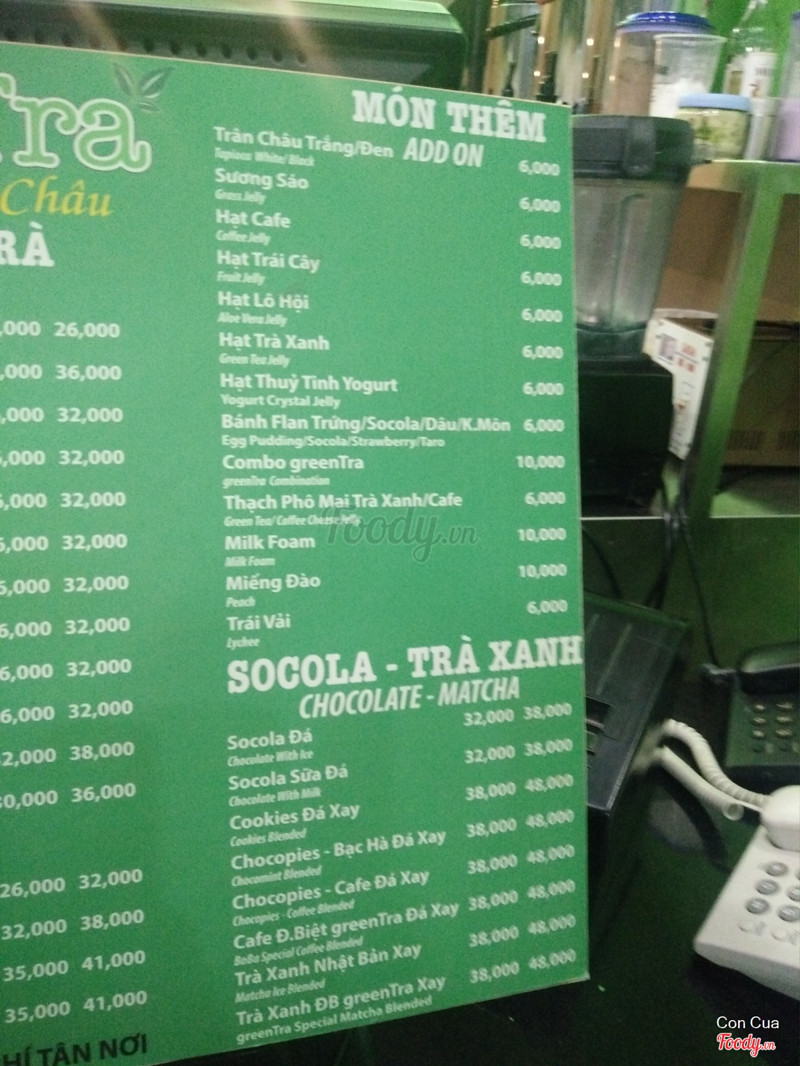 Tra
Châu
RÀ
,000 26,000
,000 36,000
,000 32,000
,000 32,000
,000 32,000
5,000 32,000
5,000 32,000
6,000 32,000
6,000 32,000
6,000 32,000
2,000 38,000
30,000 36,000
26,000 32,000
32,000 38,000
35,000 41,000
35,000 41,000
HÍ TẬN NƠI
MÓN THÊM
ADD ON
Trân Châu Trắng/Đen 6,000
Tapioca White/Black
Sương Sáo 6,000
Grass Jelly
Hạt Cafe 6,000
Coffee Jelly
Hạt Trái Cây 6,000
Fruit Jelly
Hạt Lô Hội 6,000
Aloe Vera Jelly
Hạt Trà Xanh 6,000
Green Tea Jelly
Hạt Thuỷ Tinh Yogurt 6,000
Yogurt Crystal Jelly
Bánh Flan Trứng/Socola/Dâu/K.Môn 6,000
Egg Pudding/Socola/Strawberry/Taro
Combo greenTra 10,000
greenTra Combination
Thạch Phô Mai Trà Xanh/Cafe 6,000
Green Tea/ Coffee Cheese Jelly
Milk Foam 10,000
Milk Foam
Miếng Đào 10,000
Peach
Trái Vải 6,000
Lychee
SOCOLA - TRÀ XANH
CHOCOLATE - MATCHA
Socola Đá 32,000 38,000
Chocolate With Ice
Socola Sữa Đá 32,000 38,000
Chocolate With Milk
Cookies Đá Xay 38,000 48,000
Cookies Blended
Chocopies - Bạc Hà Đá Xay 38,000 48,000
Chocomint Blended
Chocopies - Cafe Đá Xay 38,000 48,000
Chocopies - Coffee Blended
Cafe Đ.Biệt greenTra Đá Xay 38,000 48,000
BoBa Special Coffee Blended
Trà Xanh Nhật Bản Xay 38,000 48,000
Matcha Ice Blended
Trà Xanh ĐB greenTra Xay 38,000 48,000
greenTra Special Matcha Blended
Foody.vn
Con Cua
Foody.vn